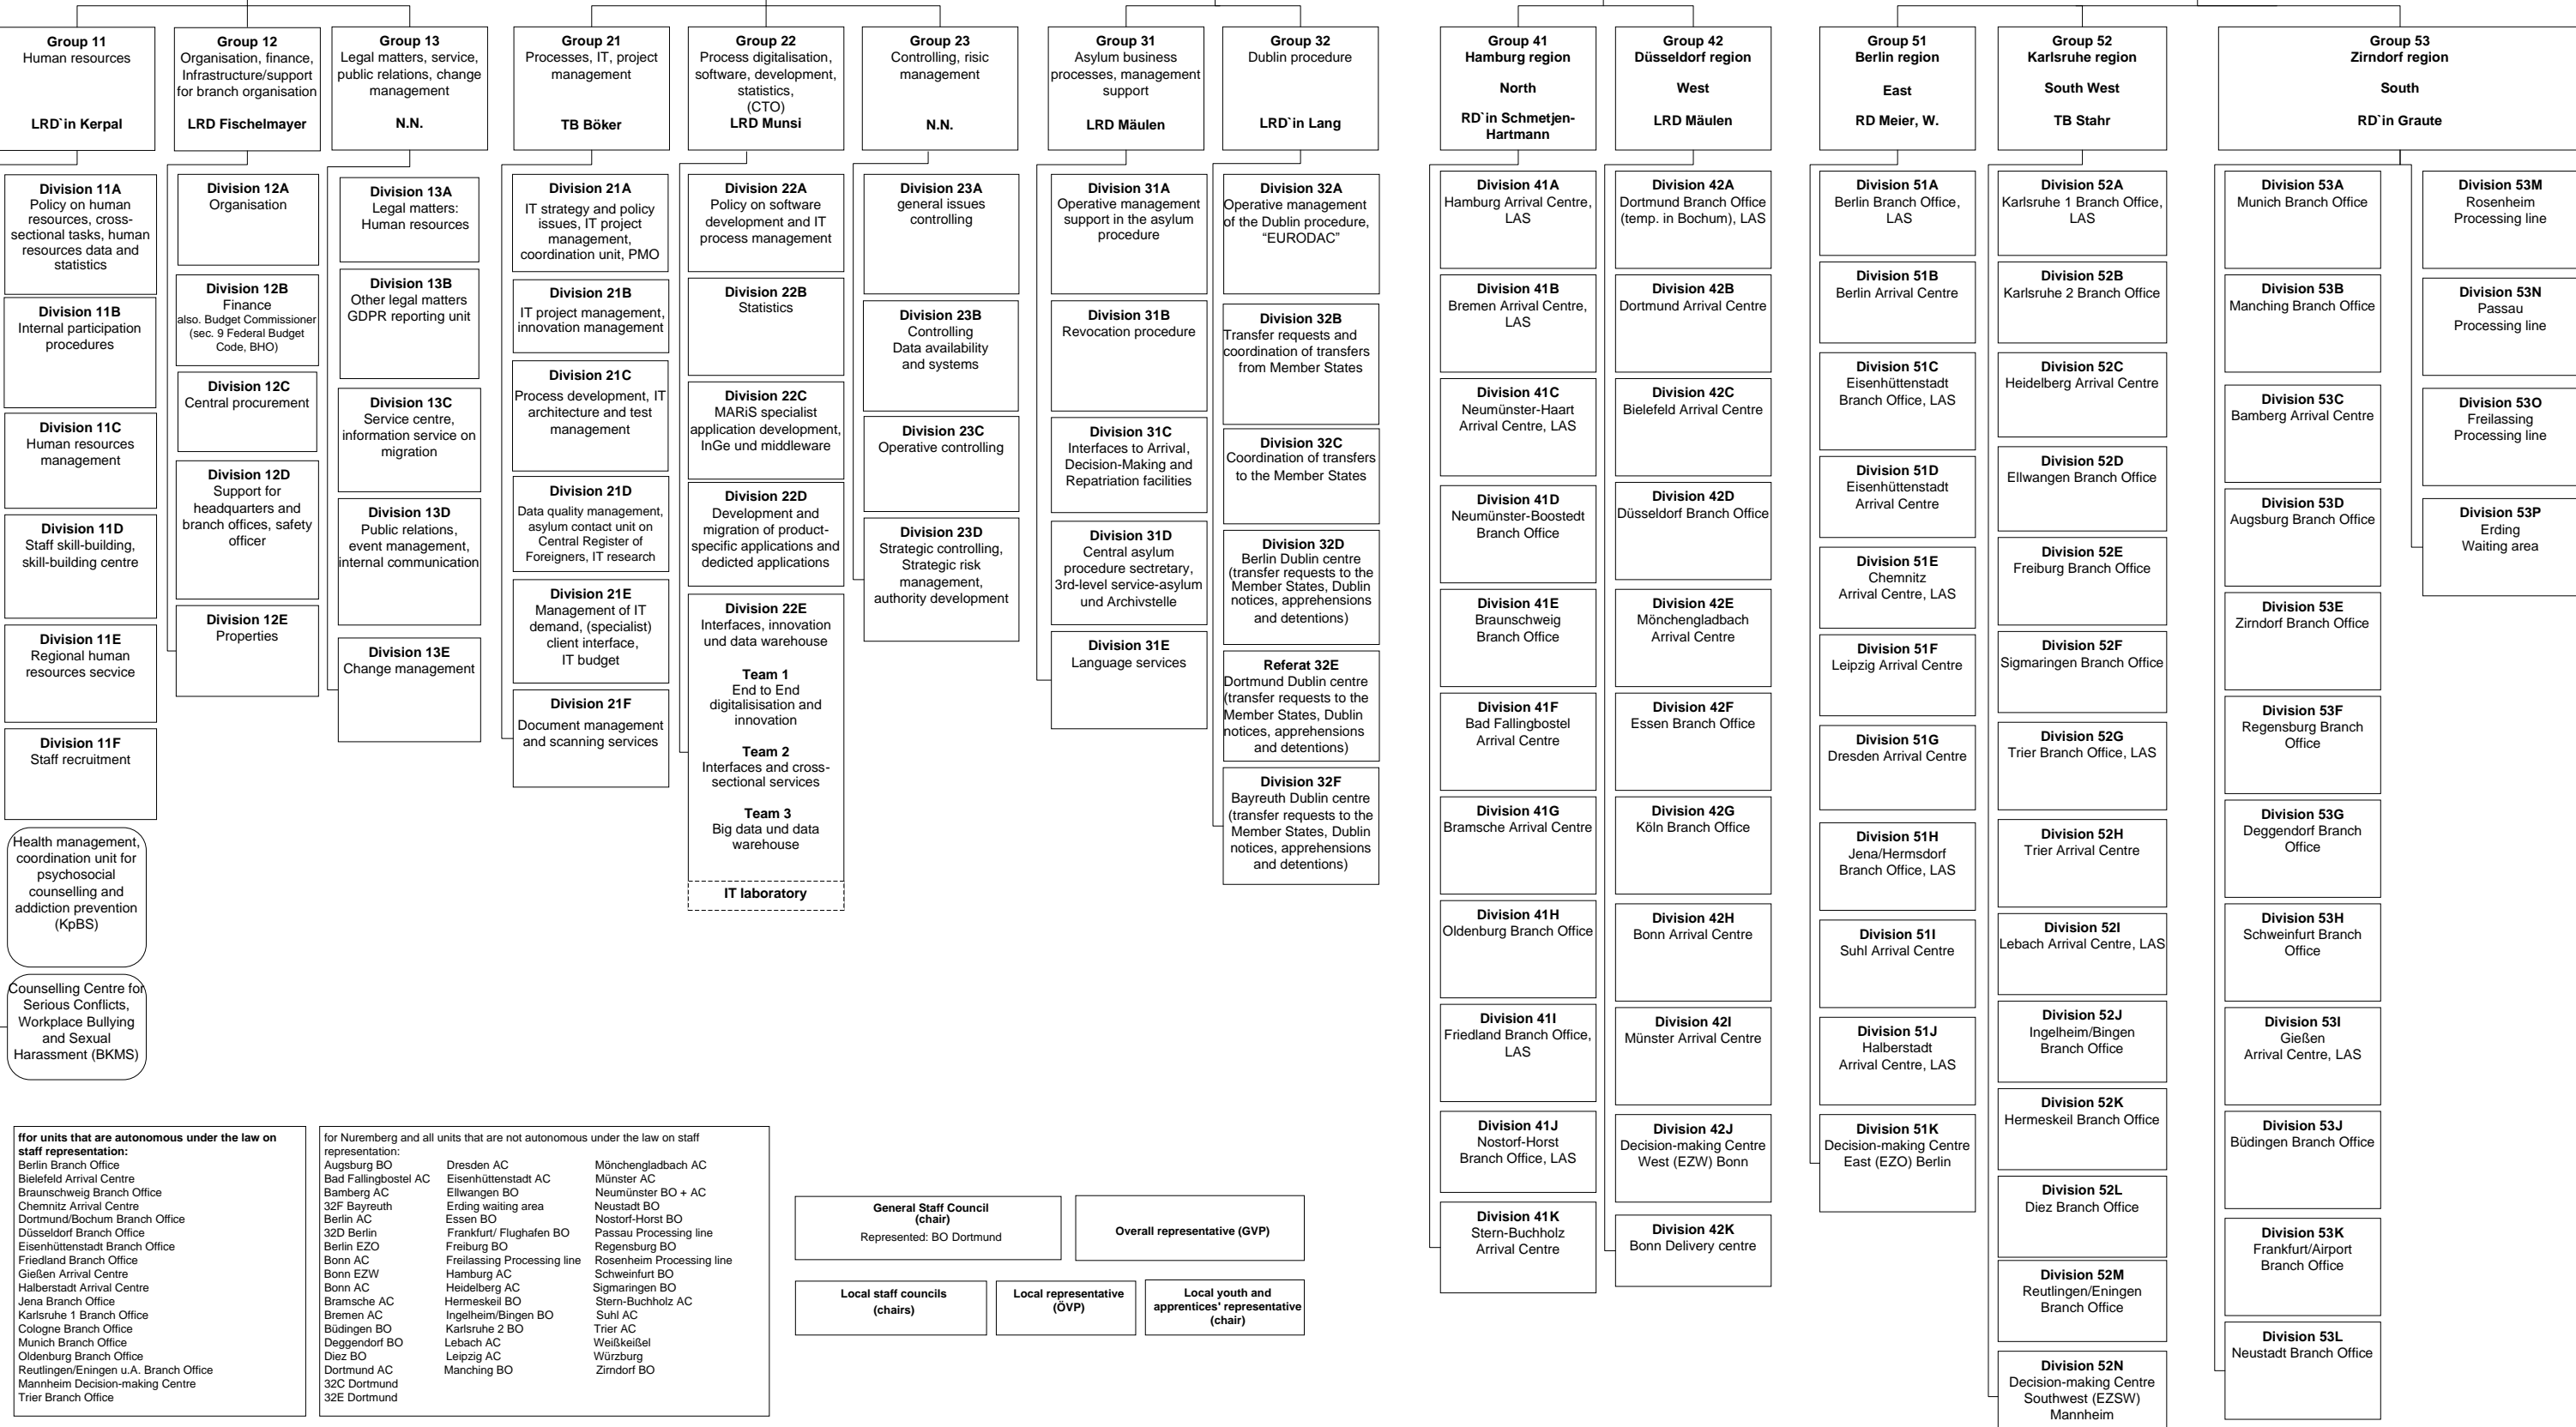 Group 11
Human resources
LRD`in Kerpal
Group 12
Organisation, finance,
Infrastructure/support
for branch organisation
LRD Fischelmayer
Group 13
Legal matters, service,
public relations, change
management
N.N.
Group 21
Processes, IT, project
management
TB Böker
Group 22
Process digitalisation,
software, development,
statistics,
(CTO)
LRD Munsi
Group 23
Controlling, risic
management
N.N.
Group 31
Asylum business
processes, management
support
LRD Mäulen
Group 32
Dublin procedure
LRD`in Lang
Group 41
Hamburg region
North
RD`in Schmetjen-
Hartmann
Group 42
Düsseldorf region
West
LRD Mäulen
Group 51
Berlin region
East
RD Meier, W.
Group 52
Karlsruhe region
South West
TB Stahr
Group 53
Zirndorf region
South
RD`in Graute
Division 11A
Policy on human
resources, cross-
sectional tasks, human
resources data and
statistics
Division 11B
Internal participation
procedures
Division 11C
Human resources
management
Division 11D
Staff skill-building,
skill-building centre
Division 11E
Regional human
resources secvice
Division 11F
Staff recruitment
Health management,
coordination unit for
psychosocial
counselling and
addiction prevention
(KpBS)
Counselling Centre for
Serious Conflicts,
Workplace Bullying
and Sexual
Harassment (BKMS)
Division 12A
Organisation
Division 12B
Finance
also. Budget Commissioner
(sec. 9 Federal Budget
Code, BHO)
Division 12C
Central procurement
Division 12D
Support for
headquarters and
branch offices, safety
officer
Division 12E
Properties
Division 13A
Legal matters:
Human resources
Division 13B
Other legal matters
GDPR reporting unit
Division 13C
Service centre,
information service on
migration
Division 13D
Public relations,
event management,
internal communication
Division 13E
Change management
Division 21A
IT strategy and policy
issues, IT project
management,
coordination unit, PMO
Division 21B
IT project management,
innovation management
Division 21C
Process development, IT
architecture and test
management
Division 21D
Data quality management,
asylum contact unit on
Central Register of
Foreigners, IT research
Division 21E
Management of IT
demand, (specialist)
client interface,
IT budget
Division 21F
Document management
and scanning services
Division 22A
Policy on software
development and IT
process management
Division 22B
Statistics
Division 22C
MARiS specialist
application development,
InGe und middleware
Division 22D
Development and
migration of product-
specific applications and
dedicted applications
Division 22E
Interfaces, innovation
und data warehouse
Team 1
End to End
digitalisisation and
innovation
Team 2
Interfaces and cross-
sectional services
Team 3
Big data und data
warehouse
IT laboratory
Division 23A
general issues
controlling
Division 23B
Controlling
Data availability
and systems
Division 23C
Operative controlling
Division 23D
Strategic controlling,
Strategic risk
management,
authority development
Division 31A
Operative management
support in the asylum
procedure
Division 31B
Revocation procedure
Division 31C
Interfaces to Arrival,
Decision-Making and
Repatriation facilities
Division 31D
Central asylum
procedure sectretary,
3rd-level service-asylum
und Archivstelle
Division 31E
Language services
Division 32A
Operative management
of the Dublin procedure,
“EURODAC”
Division 32B
Transfer requests and
coordination of transfers
from Member States
Division 32C
Coordination of transfers
to the Member States
Division 32D
Berlin Dublin centre
(transfer requests to the
Member States, Dublin
notices, apprehensions
and detentions)
Referat 32E
Dortmund Dublin centre
(transfer requests to the
Member States, Dublin
notices, apprehensions
and detentions)
Division 32F
Bayreuth Dublin centre
(transfer requests to the
Member States, Dublin
notices, apprehensions
and detentions)
Division 41A
Hamburg Arrival Centre,
LAS
Division 41B
Bremen Arrival Centre,
LAS
Division 41C
Neumünster-Haart
Arrival Centre, LAS
Division 41D
Neumünster-Boostedt
Branch Office
Division 41E
Braunschweig
Branch Office
Division 41F
Bad Fallingbostel
Arrival Centre
Division 41G
Bramsche Arrival Centre
Division 41H
Oldenburg Branch Office
Division 41I
Friedland Branch Office,
LAS
Division 41J
Nostorf-Horst
Branch Office, LAS
Division 41K
Stern-Buchholz
Arrival Centre
Division 42A
Dortmund Branch Office
(temp. in Bochum), LAS
Division 42B
Dortmund Arrival Centre
Division 42C
Bielefeld Arrival Centre
Division 42D
Düsseldorf Branch Office
Division 42E
Mönchengladbach
Arrival Centre
Division 42F
Essen Branch Office
Division 42G
Köln Branch Office
Division 42H
Bonn Arrival Centre
Division 42I
Münster Arrival Centre
Division 42J
Decision-making Centre
West (EZW) Bonn
Division 42K
Bonn Delivery centre
Division 51A
Berlin Branch Office,
LAS
Division 51B
Berlin Arrival Centre
Division 51C
Eisenhüttenstadt
Branch Office, LAS
Division 51D
Eisenhüttenstadt
Arrival Centre
Division 51E
Chemnitz
Arrival Centre, LAS
Division 51F
Leipzig Arrival Centre
Division 51G
Dresden Arrival Centre
Division 51H
Jena/Hermsdorf
Branch Office, LAS
Division 51I
Suhl Arrival Centre
Division 51J
Halberstadt
Arrival Centre, LAS
Division 51K
Decision-making Centre
East (EZO) Berlin
Division 52A
Karlsruhe 1 Branch Office,
LAS
Division 52B
Karlsruhe 2 Branch Office
Division 52C
Heidelberg Arrival Centre
Division 52D
Ellwangen Branch Office
Division 52E
Freiburg Branch Office
Division 52F
Sigmaringen Branch Office
Division 52G
Trier Branch Office, LAS
Division 52H
Trier Arrival Centre
Division 52I
Lebach Arrival Centre, LAS
Division 52J
Ingelheim/Bingen
Branch Office
Division 52K
Hermeskeil Branch Office
Division 52L
Diez Branch Office
Division 52M
Reutlingen/Eningen
Branch Office
Division 52N
Decision-making Centre
Southwest (EZSW)
Mannheim
Division 53A
Munich Branch Office
Division 53B
Manching Branch Office
Division 53C
Bamberg Arrival Centre
Division 53D
Augsburg Branch Office
Division 53E
Zirndorf Branch Office
Division 53F
Regensburg Branch
Office
Division 53G
Deggendorf Branch
Office
Division 53H
Schweinfurt Branch
Office
Division 53I
Gießen
Arrival Centre, LAS
Division 53J
Büdingen Branch Office
Division 53K
Frankfurt/Airport
Branch Office
Division 53L
Neustadt Branch Office
Division 53M
Rosenheim
Processing line
Division 53N
Passau
Processing line
Division 53O
Freilassing
Processing line
Division 53P
Erding
Waiting area
ffor units that are autonomous under the law on
staff representation:
Berlin Branch Office
Bielefeld Arrival Centre
Braunschweig Branch Office
Chemnitz Arrival Centre
Dortmund/Bochum Branch Office
Düsseldorf Branch Office
Eisenhüttenstadt Branch Office
Friedland Branch Office
Gießen Arrival Centre
Halberstadt Arrival Centre
Jena Branch Office
Karlsruhe 1 Branch Office
Cologne Branch Office
Munich Branch Office
Oldenburg Branch Office
Reutlingen/Eningen u.A. Branch Office
Mannheim Decision-making Centre
Trier Branch Office
for Nuremberg and all units that are not autonomous under the law on staff
representation:
Augsburg BO
Bad Fallingbostel AC
Bamberg AC
32F Bayreuth
Berlin AC
32D Berlin
Berlin EZO
Bonn AC
Bonn EZW
Bonn AC
Bramsche AC
Bremen AC
Büdingen BO
Deggendorf BO
Diez BO
Dortmund AC
32C Dortmund
32E Dortmund
Dresden AC
Eisenhüttenstadt AC
Ellwangen BO
Erding waiting area
Essen BO
Frankfurt/ Flughafen BO
Freiburg BO
Freilassing Processing line
Hamburg AC
Heidelberg AC
Hermeskeil BO
Ingelheim/Bingen BO
Karlsruhe 2 BO
Lebach AC
Leipzig AC
Manching BO
Mönchengladbach AC
Münster AC
Neumünster BO + AC
Neustadt BO
Nostorf-Horst BO
Passau Processing line
Regensburg BO
Rosenheim Processing line
Schweinfurt BO
Sigmaringen BO
Stern-Buchholz AC
Suhl AC
Trier AC
Weißkeißel
Würzburg
Zirndorf BO
General Staff Council
(chair)
Represented: BO Dortmund
Overall representative (GVP)
Local staff councils
(chairs)
Local representative
(ÖVP)
Local youth and
apprentices' representative
(chair)